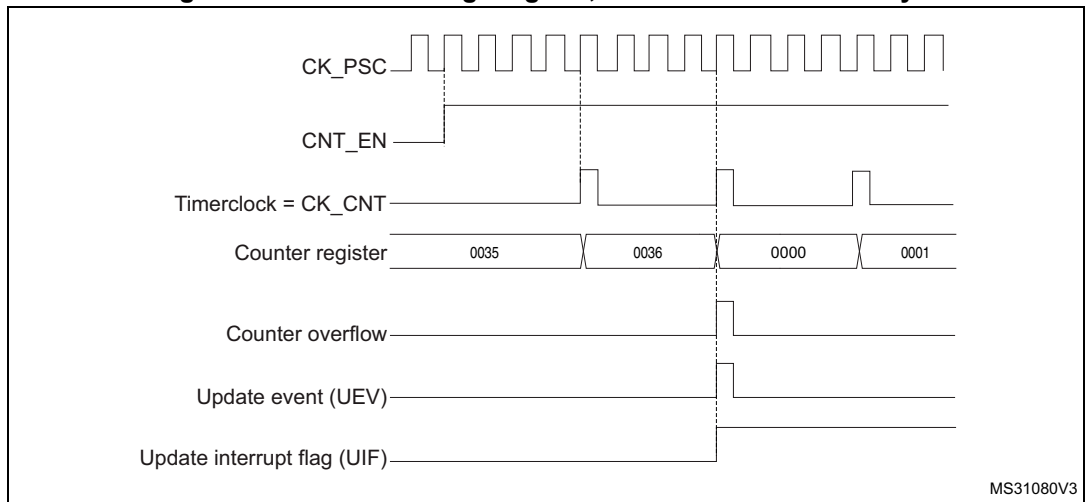 CK_PSC
CNT_EN
Timerclock = CK_CNT
Counter register
0035
0036
0000
0001
Counter overflow
Update event (UEV)
Update interrupt flag (UIF)
MS31080V3